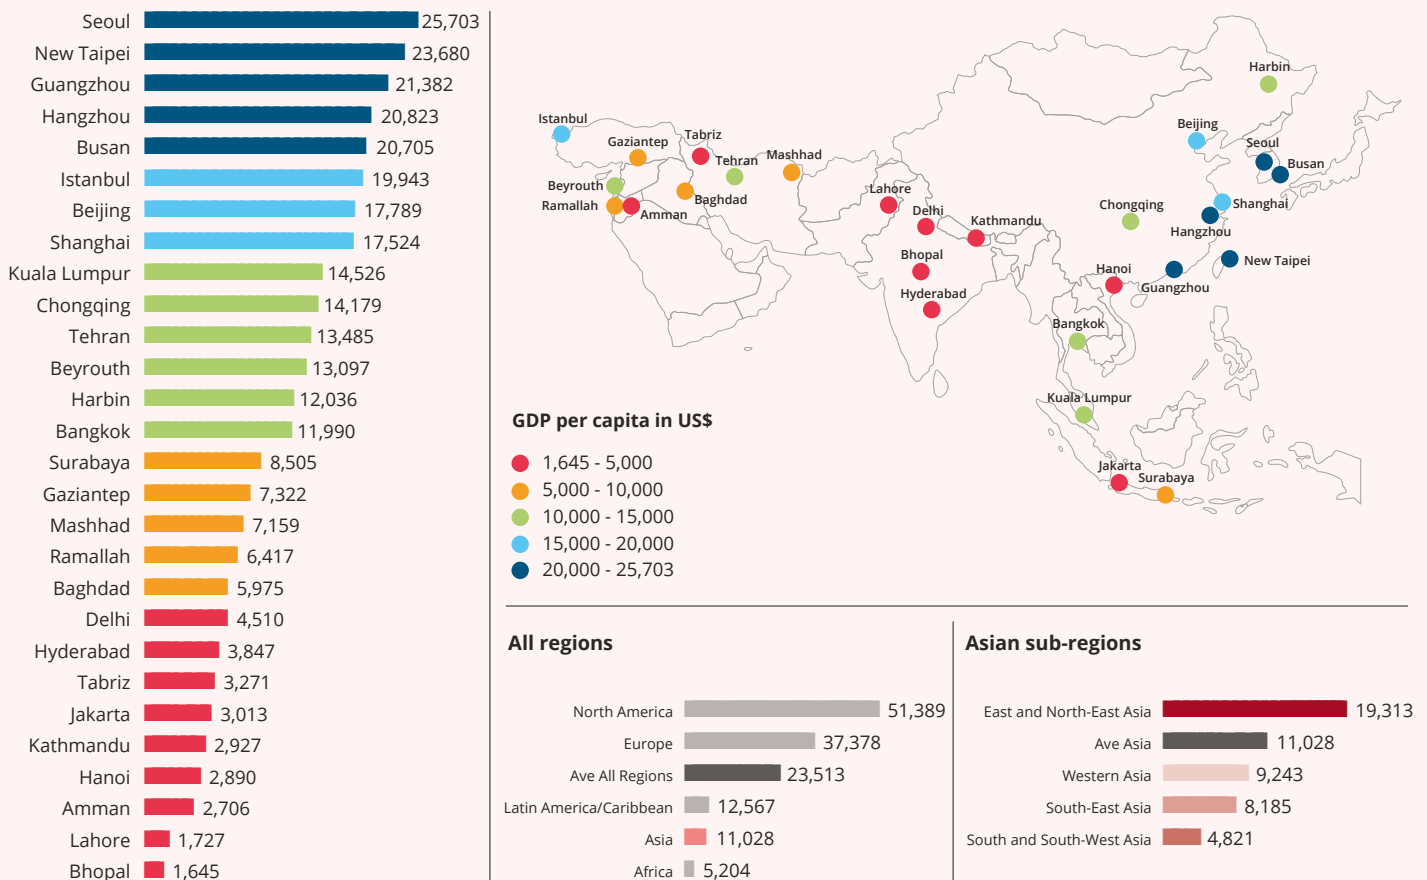 Seoul 25,703
New Taipei 23,680
Guangzhou 21,382
Hangzhou 20,823
Busan 20,705
Istanbul 19,943
Beijing 17,789
Shanghai 17,524
Kuala Lumpur 14,526
Chongqing 14,179
Tehran 13,485
Beyrouth 13,097
Harbin 12,036
Bangkok 11,990
Surabaya 8,505
Gaziantep 7,322
Mashhad 7,159
Ramallah 6,417
Baghdad 5,975
Delhi 4,510
Hyderabad 3,847
Tabriz 3,271
Jakarta 3,013
Kathmandu 2,927
Hanoi 2,890
Amman 2,706
Lahore 1,727
Bhopal 1,645
Harbin
Istanbul
Beijing
Gaziantep
Tabriz
Seoul
Tehran
Mashhad
Busan
Beyrouth
Lahore
Baghdad
Ramallah
Amman
Delhi
Chongqing
Shanghai
Kathmandu
Hangzhou
Bhopal
New Taipei
Hanoi
Guangzhou
Hyderabad
Bangkok
Kuala Lumpur
Jakarta
Surabaya
GDP per capita in US$
1,645 - 5,000
5,000 - 10,000
10,000 - 15,000
15,000 - 20,000
20,000 - 25,703
All regions
North America 51,389
Europe 37,378
Ave All Regions 23,513
Latin America/Caribbean 12,567
Asia 11,028
Africa 5,204
Asian sub-regions
East and North-East Asia 19,313
Ave Asia 11,028
Western Asia 9,243
South-East Asia 8,185
South and South-West Asia 4,821